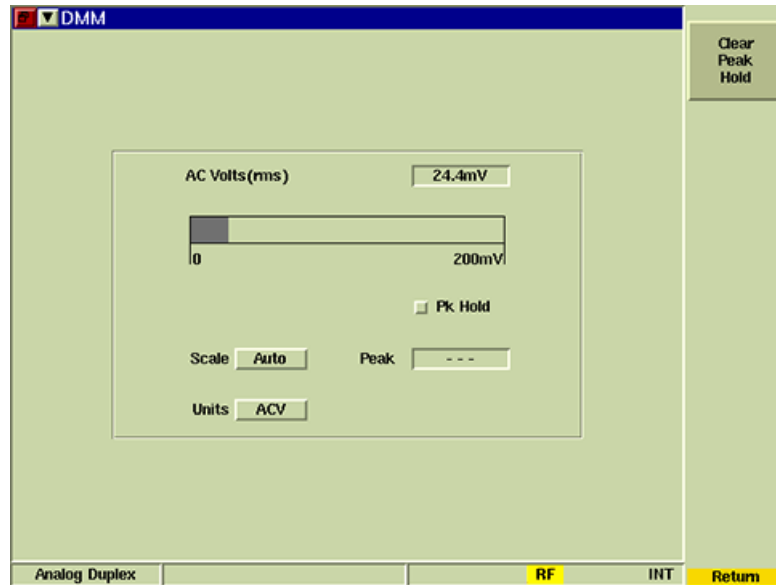 DMM
Clear
Peak
Hold
AC Volts(rms) 24.4mV
0 200mV
Pk Hold
Scale Auto Peak - - -
Units ACV
Analog Duplex RF INT Return